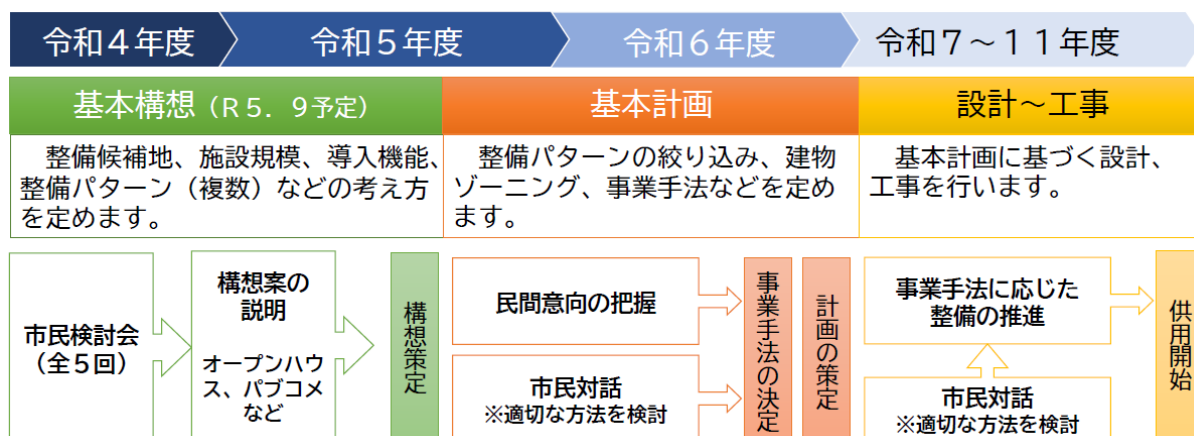 令和４年度
令和５年度
令和６年度
令和７～１１年度
基本構想（R５．９予定）
基本計画
設計～工事
整備候補地、施設規模、導入機能、
整備パターン（複数）などの考え方
を定めます。
整備パターンの絞り込み、建物
ゾーニング、事業手法などを定め
ます。
基本計画に基づく設計、
工事を行います。
市民検討会
（全５回）
構想案の
説明
オープンハウ
ス、パブコメ
など
構想策定
民間意向の把握
市民対話
※適切な方法を検討
事業手法の決定
計画の策定
事業手法に応じた
整備の推進
市民対話
※適切な方法を検討
供用開始